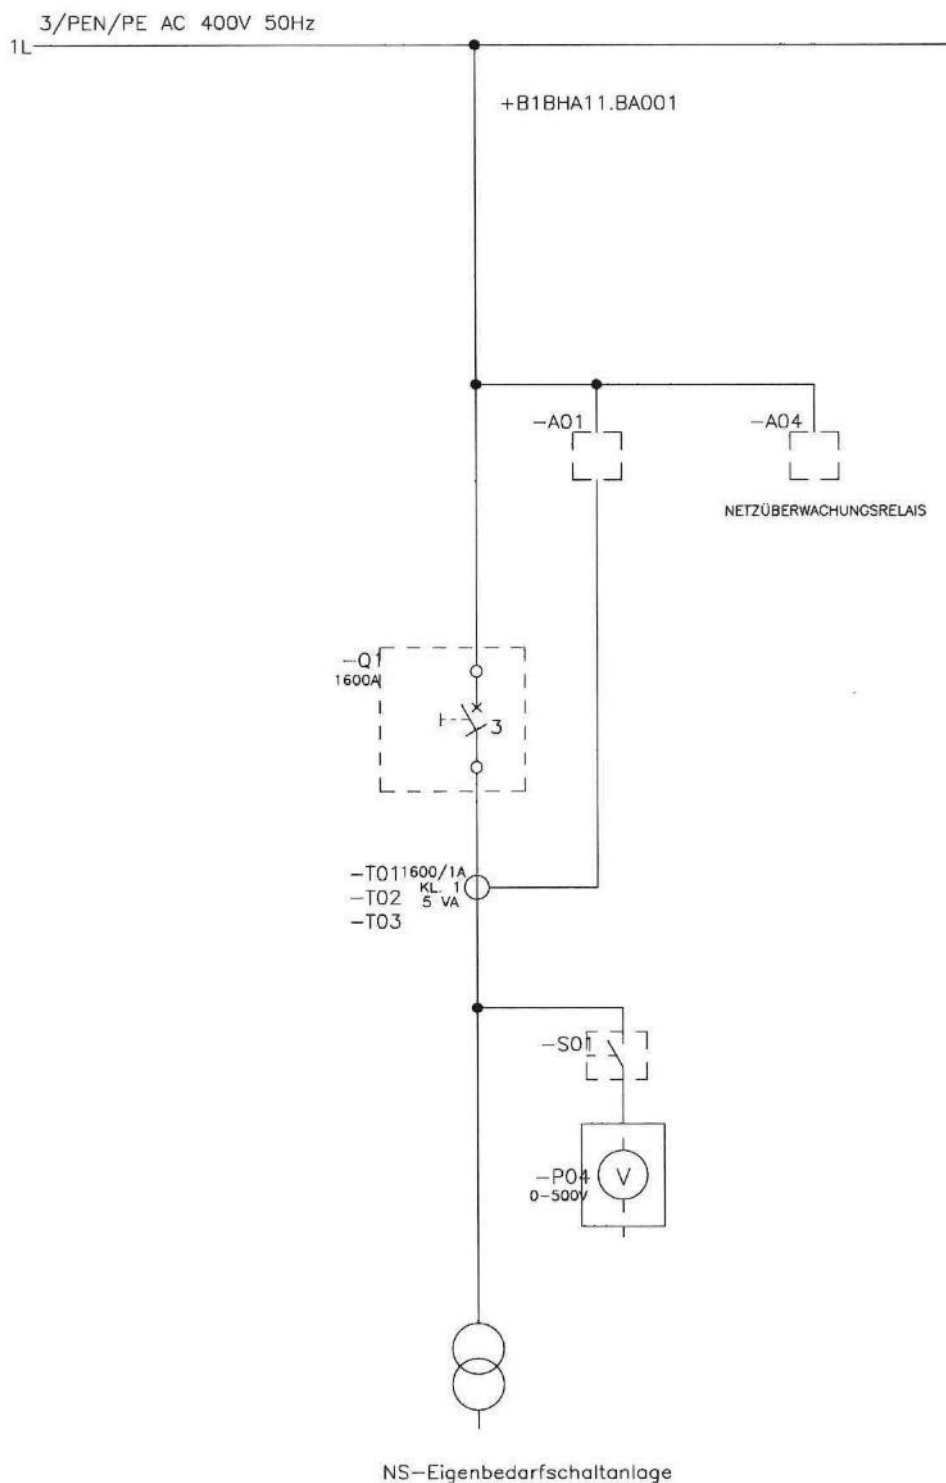 3/PEN/PE AC 400V 50Hz
1L
+B1BHA11.BA001
-A01
-A04
NETZÜBERWACHUNGSRELAIS
-Q1
1600A
3
-T01 1600/1A
KL. 1
-T02 5 VA
-T03
-S01
-P04
0-500V
V
NS-Eigenbedarfschaltanlage